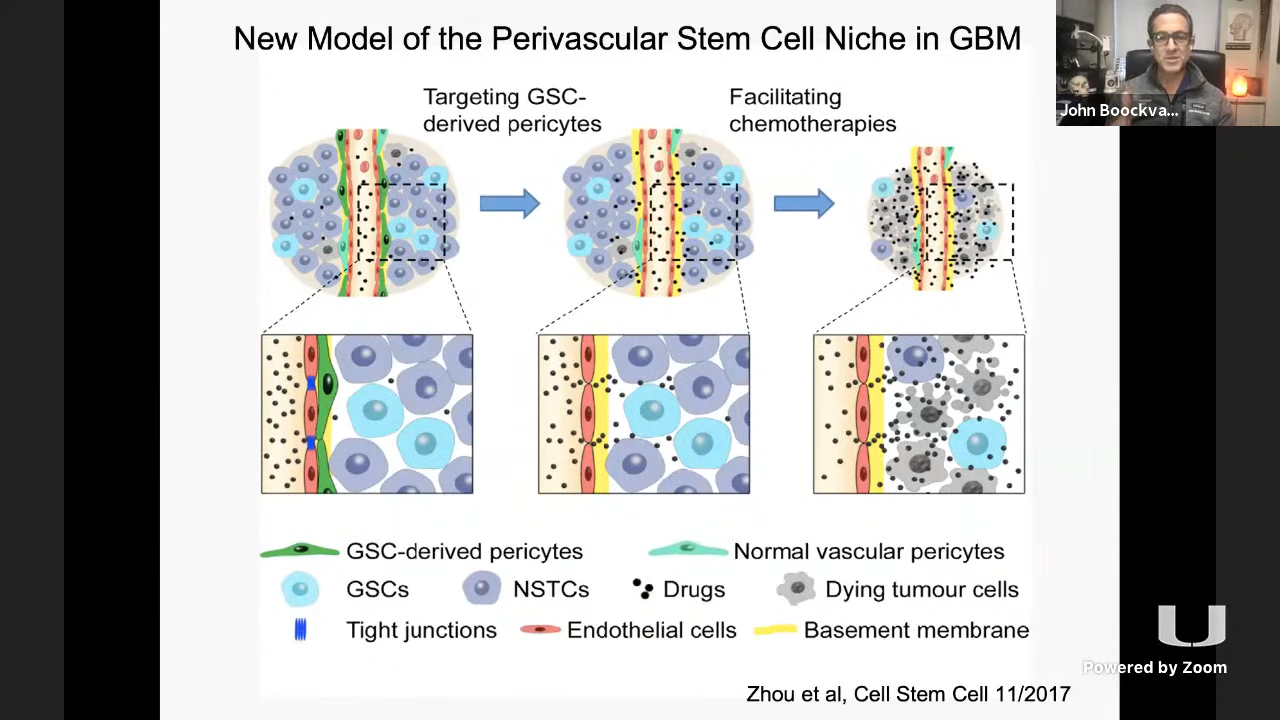 New Model of the Perivascular Stem Cell Niche in GBM
John Boockva...
Targeting GSC-
derived pericytes
Facilitating
chemotherapies
GSC-derived pericytes
Normal vascular pericytes
GSCs
NSTCs
Drugs
Dying tumour cells
Tight junctions
Endothelial cells
Basement membrane
U
Powered by Zoom
Zhou et al, Cell Stem Cell 11/2017